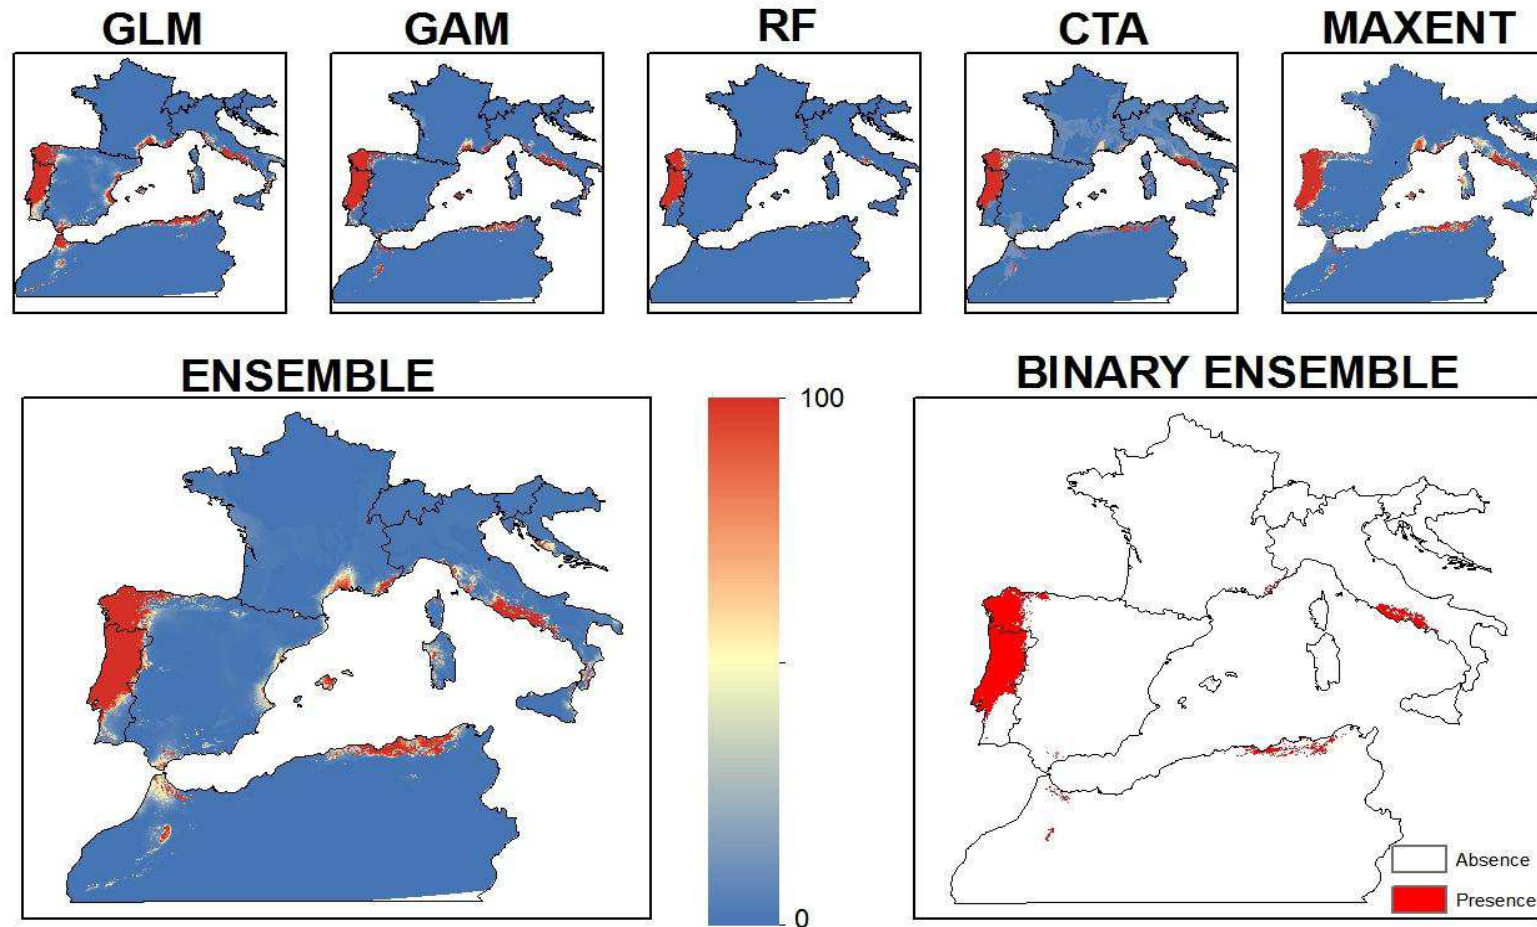 GLM
GAM
RF
CTA
MAXENT
ENSEMBLE
BINARY ENSEMBLE
100
0
Absence
Presence